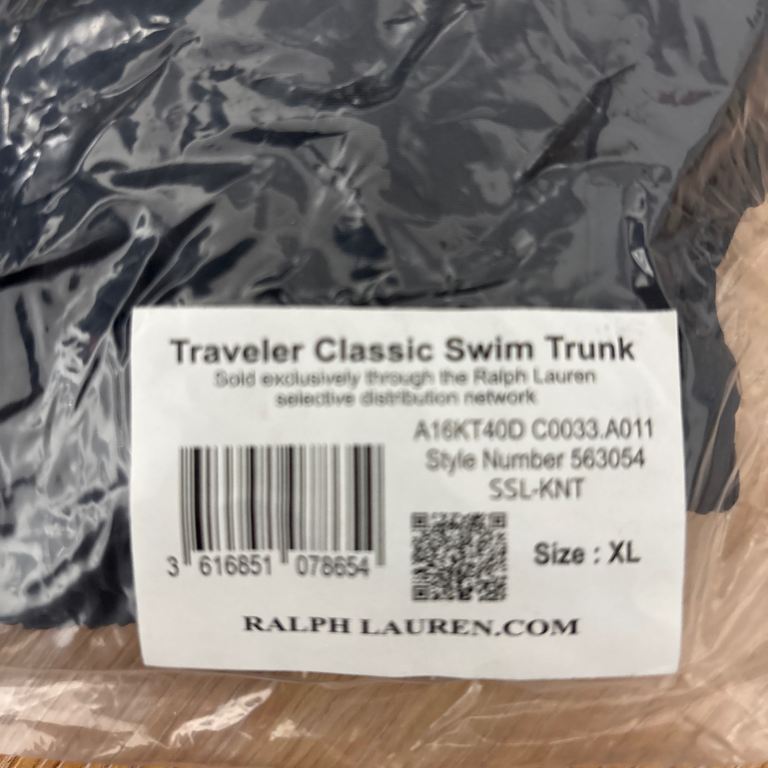 Traveler Classic Swim Trunk
Sold exclusively through the Ralph Lauren
selective distribution network
A16KT40D C0033.A011
Style Number 563054
SSL-KNT
3 616851 078654
Size : XL
RALPH LAUREN.COM